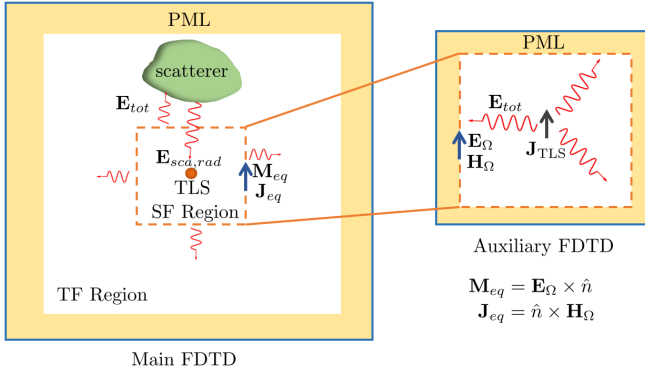 PML
scatterer
E_tot
E_sca,rad
TLS
SF Region
M_eq
J_eq
TF Region
Main FDTD
PML
E_tot
J_TLS
E_Ω
H_Ω
Auxiliary FDTD
M_eq = E_Ω × n̂
J_eq = n̂ × H_Ω